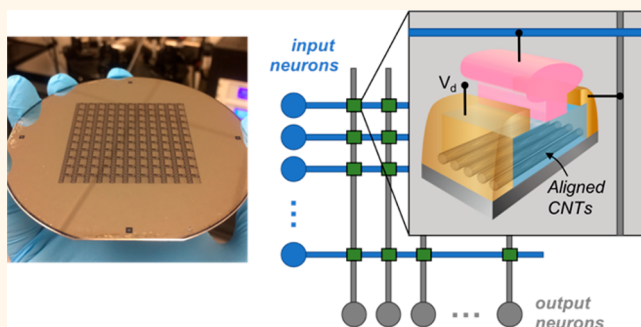 input
neurons
V_d
Aligned
CNTs
output
neurons